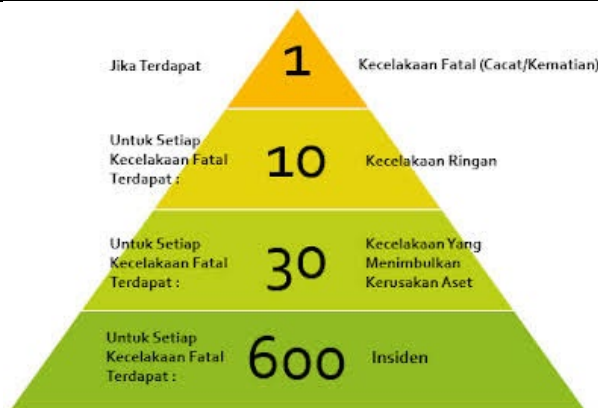 Jika Terdapat
1
Kecelakaan Fatal (Cacat/Kematian)
Untuk Setiap
Kecelakaan Fatal
Terdapat :
10
Kecelakaan Ringan
Untuk Setiap
Kecelakaan Fatal
Terdapat :
30
Kecelakaan Yang
Menimbulkan
Kerusakan Aset
Untuk Setiap
Kecelakaan Fatal
Terdapat :
600
Insiden